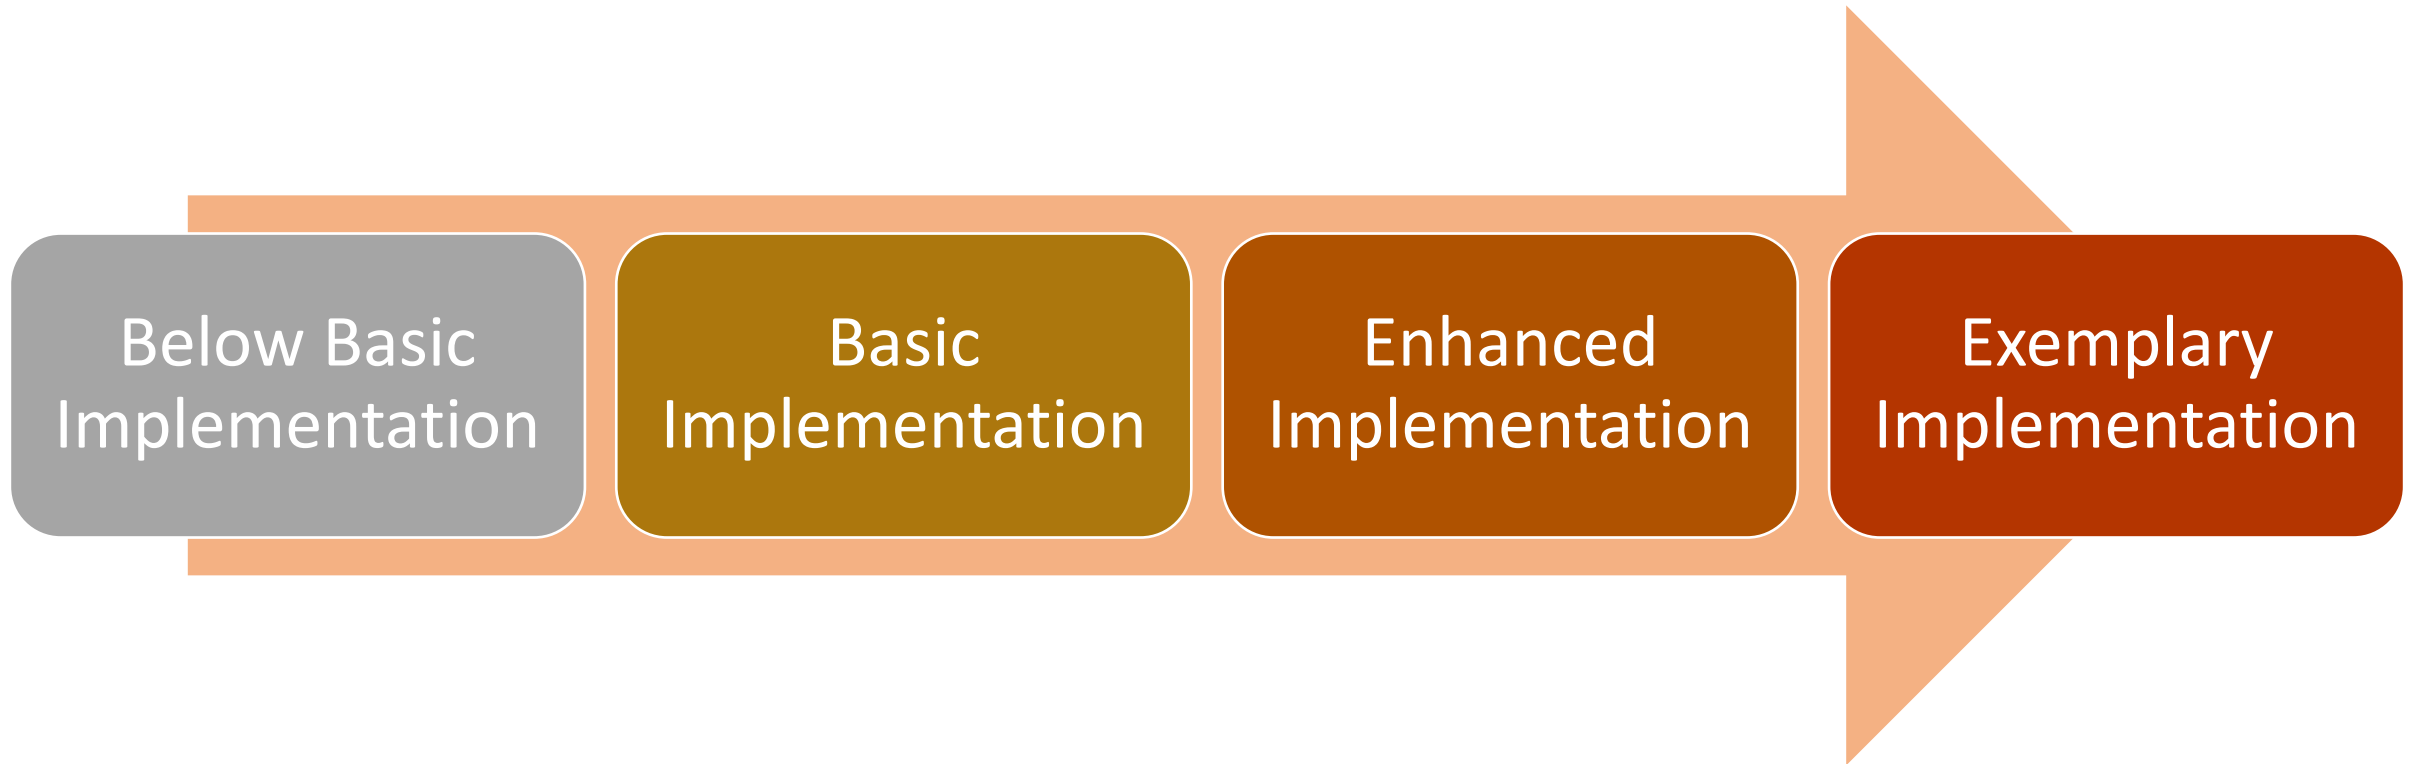 Below Basic
Implementation
Basic
Implementation
Enhanced
Implementation
Exemplary
Implementation